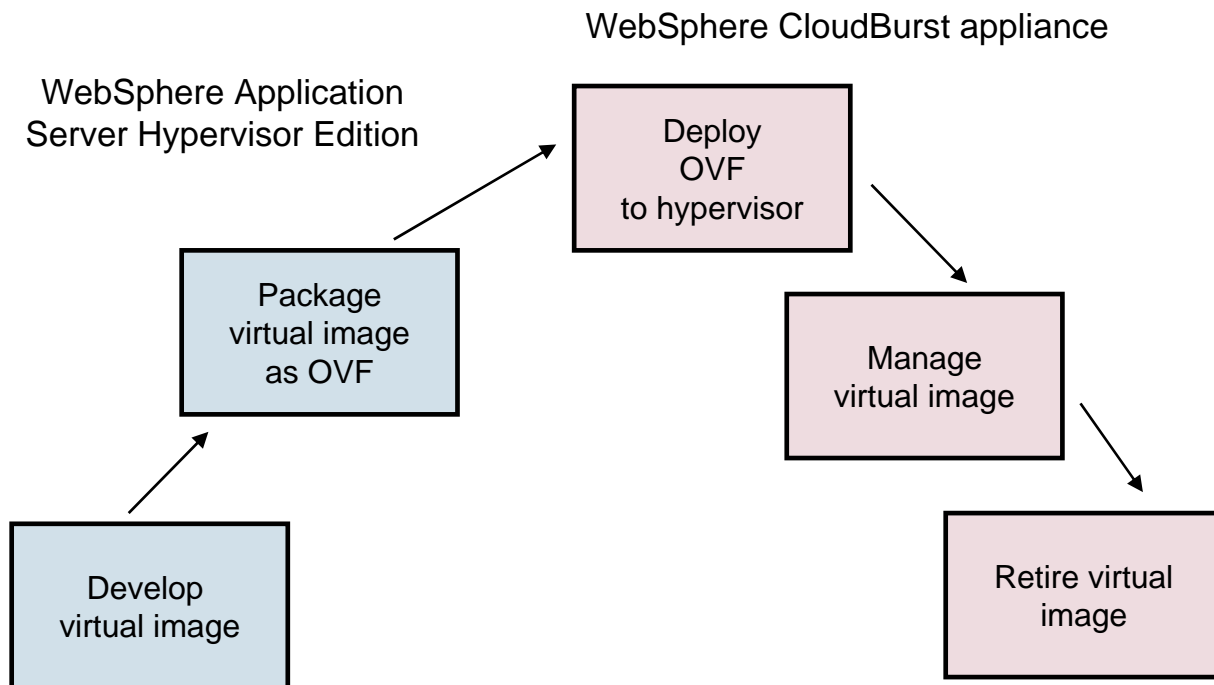 WebSphere CloudBurst appliance
WebSphere Application
Server Hypervisor Edition
Deploy
OVF
to hypervisor
Package
virtual image
as OVF
Manage
virtual image
Develop
virtual image
Retire virtual
image